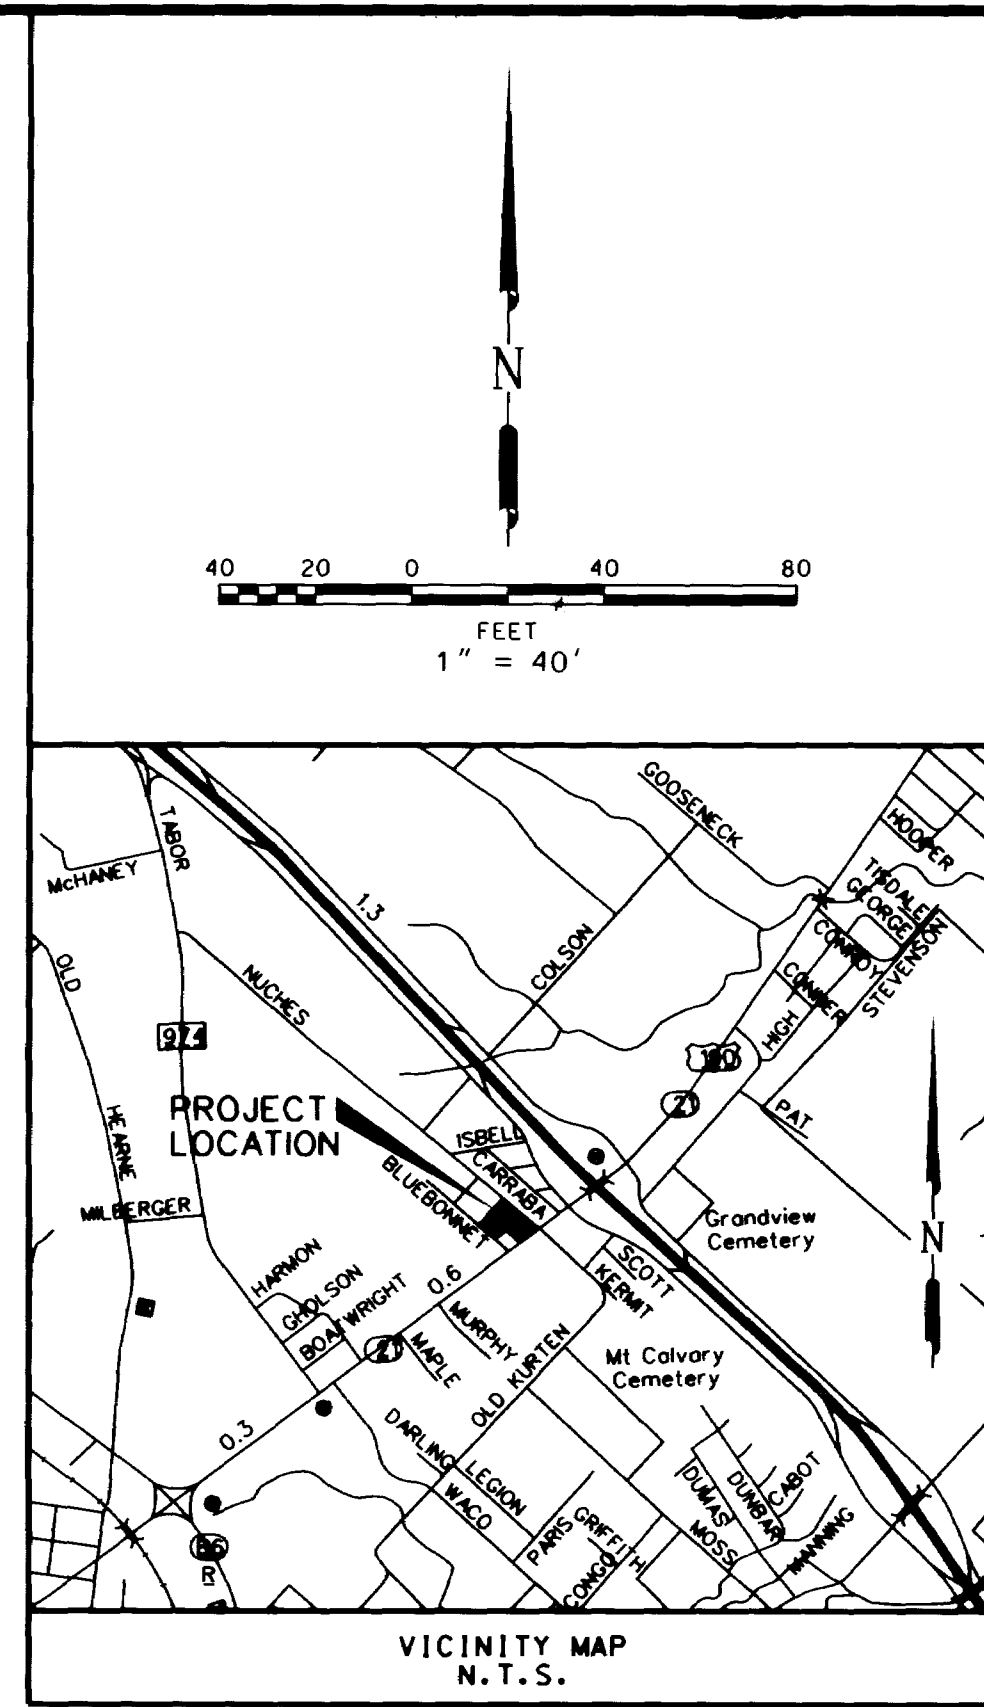 N
40 20 0 40 80
FEET
1" = 40'
GOOSENECK
HOOPER
TABOR
TISDALE
GEORGE
McHANEY
1.3
CONROY
STEVENSON
COLSON
OLD
CONNER
NUCHES
HIGH
974
190
21
PROJECT
LOCATION
PAT
HEARNE
ISBELL
CARRABA
BLUEBONNET
MILBERGER
Grandview
Cemetery
N
HARMON
SCOTT
KERMIT
GHOLSON
0.6
BOATWRIGHT
MURPHY
21
MAPLE
OLD KURTEN
Mt Calvary
Cemetery
0.3
DARLING
LEGION
WACO
CABOT
DUNBAR
DUMAS
PARIS
GRIFFITH
MOSS
MANNING
CONGO
R
VICINITY MAP
N.T.S.